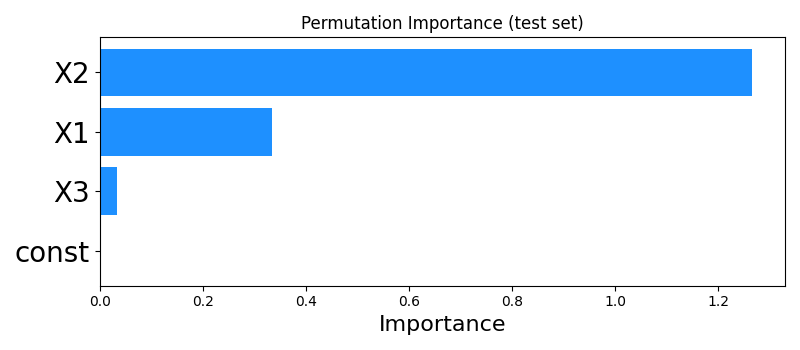 Permutation Importance (test set)
X2
X1
X3
const
0.0 0.2 0.4 0.6 0.8 1.0 1.2
Importance